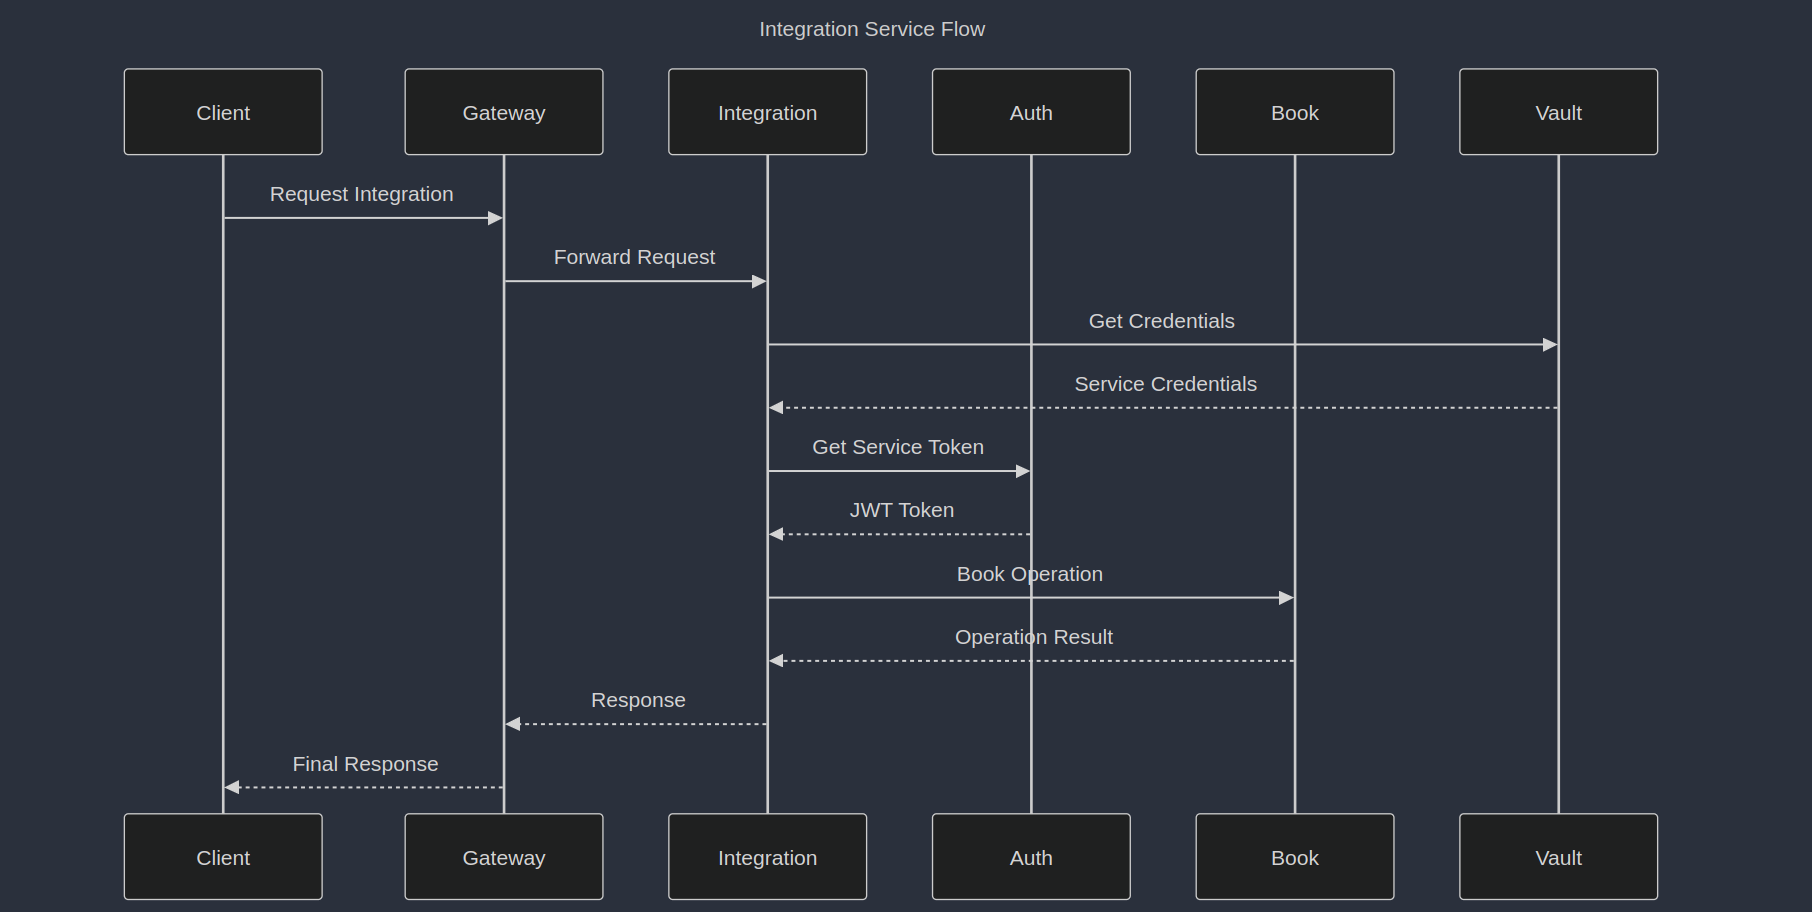 Integration Service Flow
Client
Gateway
Integration
Auth
Book
Vault
Request Integration
Forward Request
Get Credentials
Service Credentials
Get Service Token
JWT Token
Book Operation
Operation Result
Response
Final Response
Client
Gateway
Integration
Auth
Book
Vault